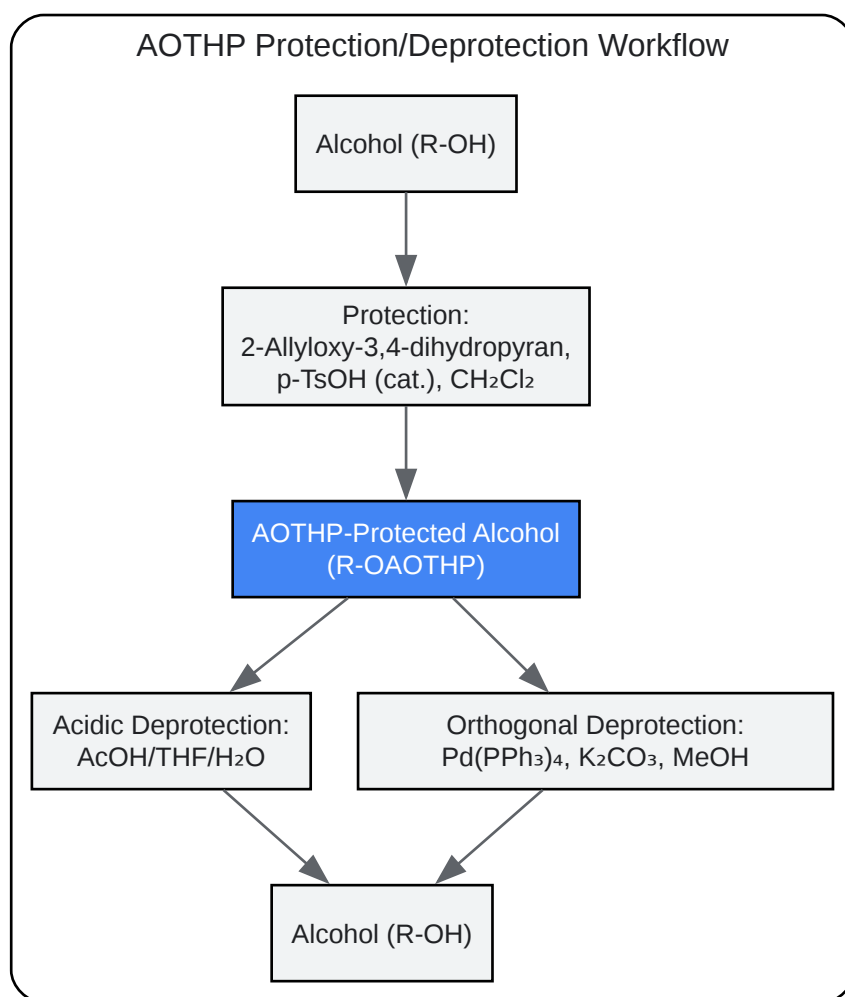 AOTHP Protection/Deprotection Workflow
Alcohol (R-OH)
Protection:
2-Allyloxy-3,4-dihydropyran,
p-TsOH (cat.), CH₂Cl₂
AOTHP-Protected Alcohol
(R-OAOTHP)
Acidic Deprotection:
AcOH/THF/H₂O
Orthogonal Deprotection:
Pd(PPh₃)₄, K₂CO₃, MeOH
Alcohol (R-OH)